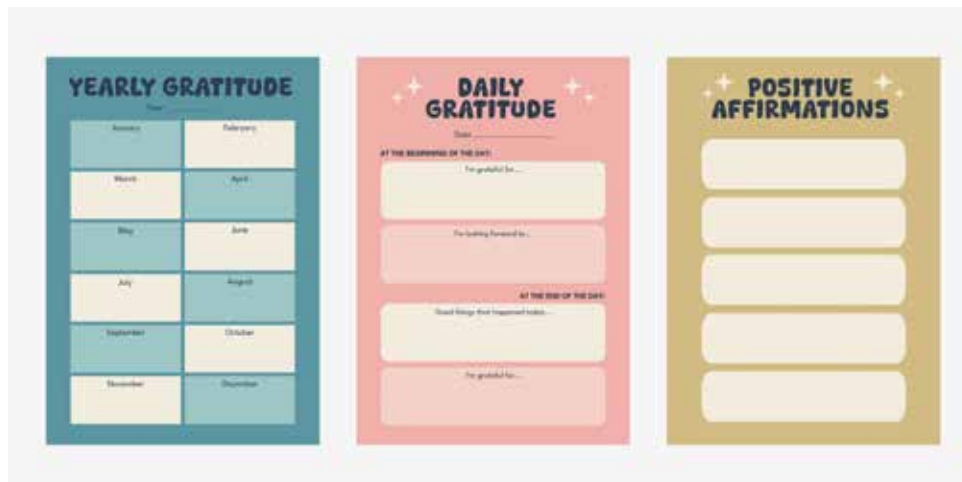 YEARLY GRATITUDE
Year:
January
February
March
April
May
June
July
August
September
October
November
December
DAILY
GRATITUDE
Date:
AT THE BEGINNING OF THE DAY:
I'm grateful for...
I'm looking forward to...
AT THE END OF THE DAY:
Good things that happened today...
I'm grateful for...
POSITIVE
AFFIRMATIONS